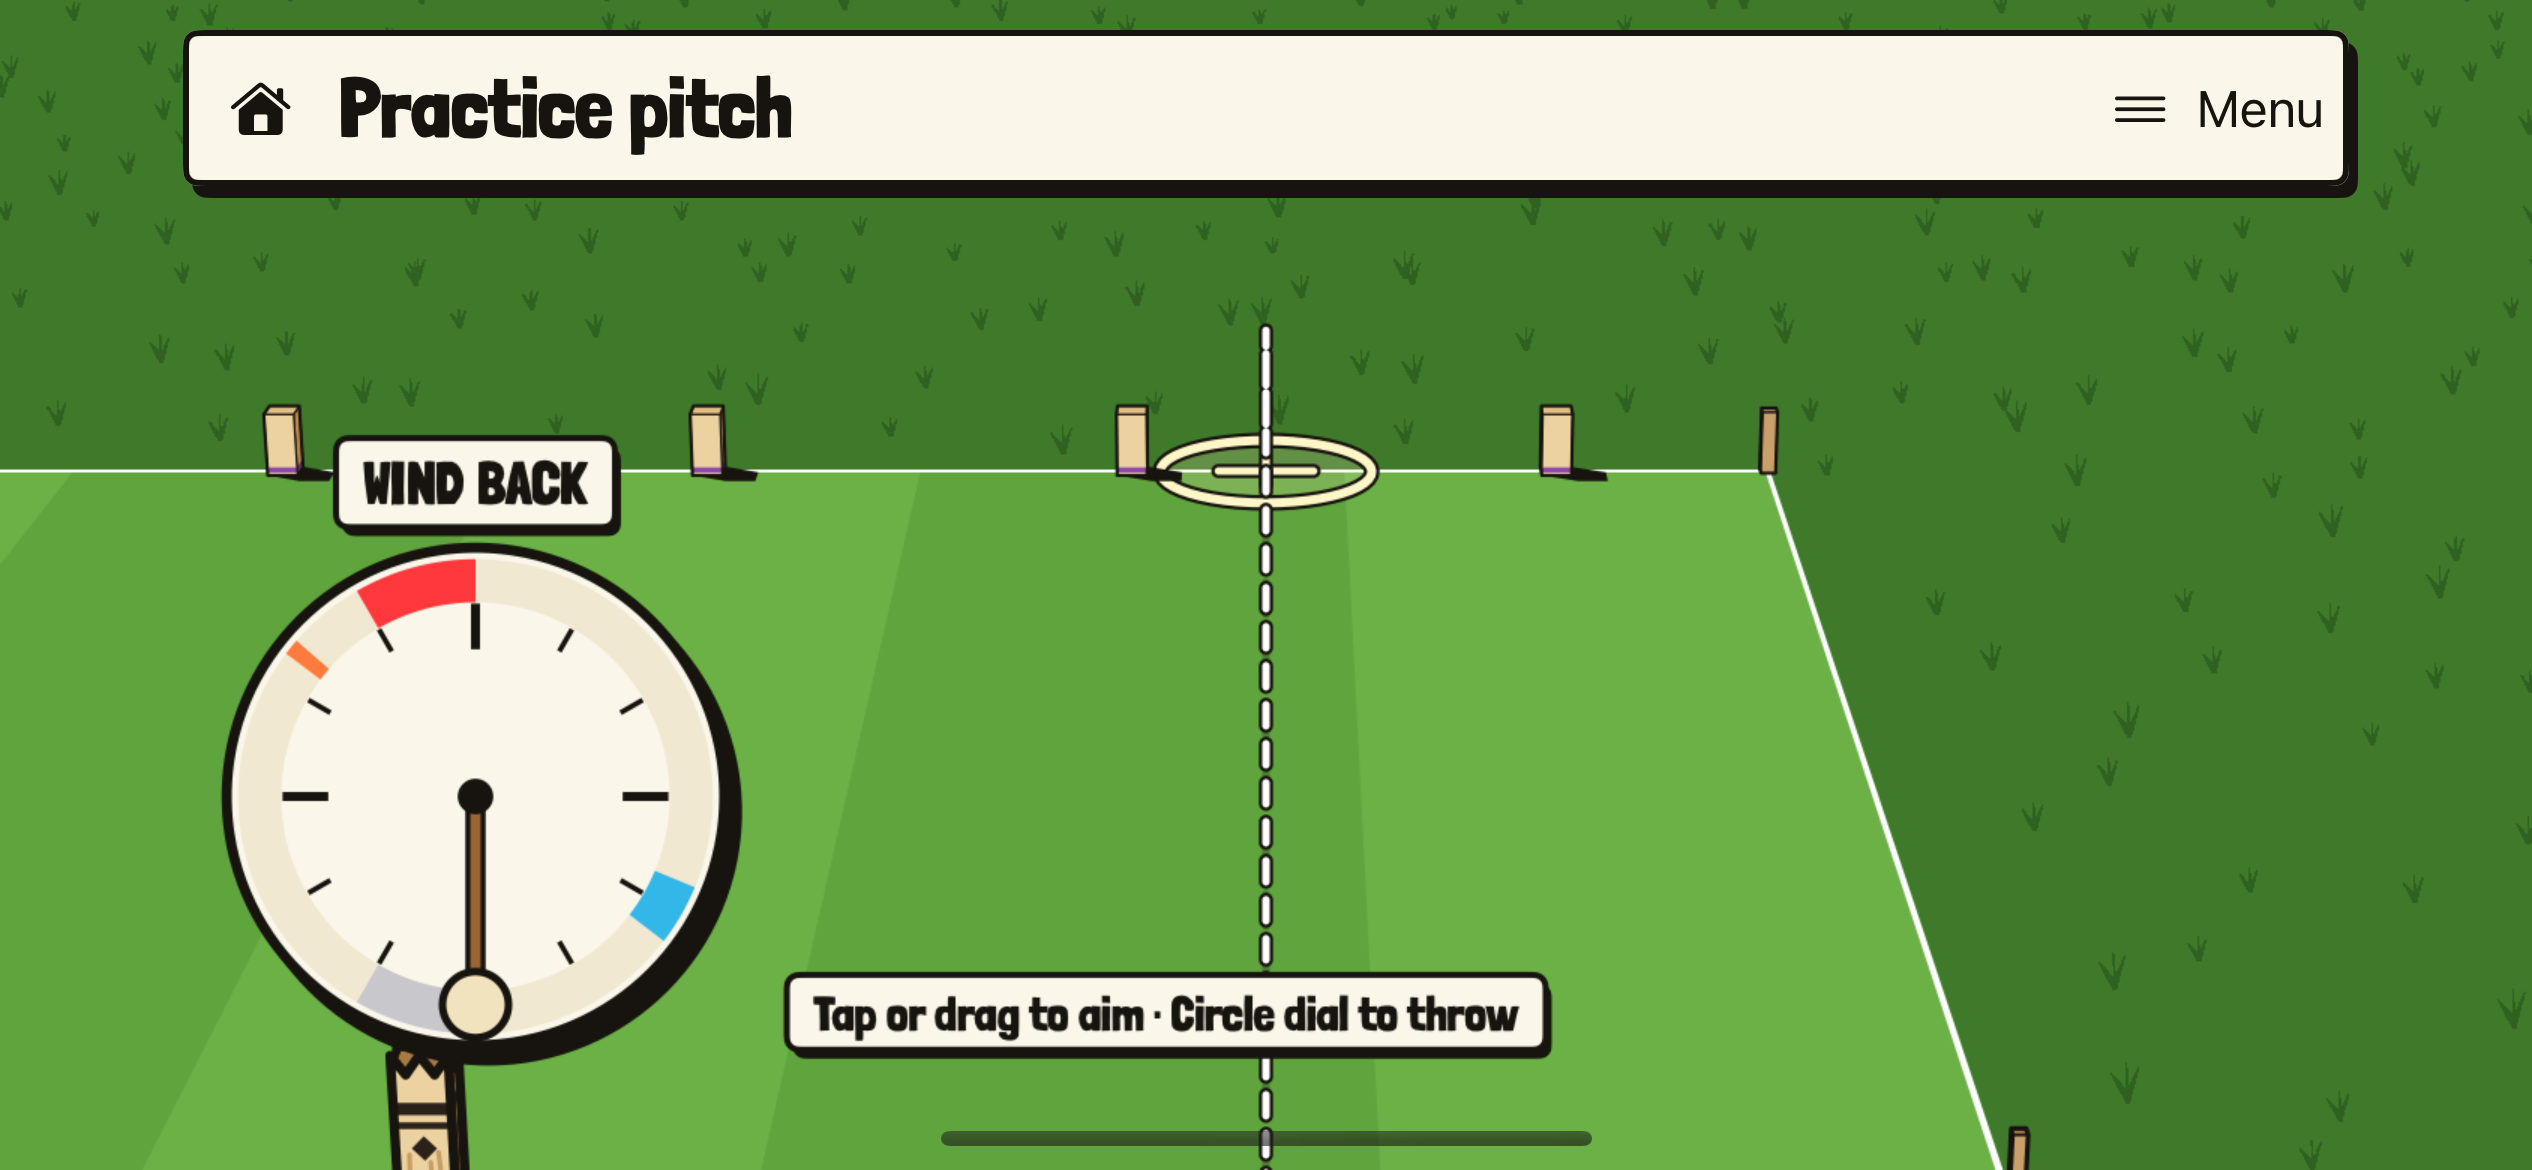 Practice pitch
Menu
WIND BACK
Tap or drag to aim · Circle dial to throw